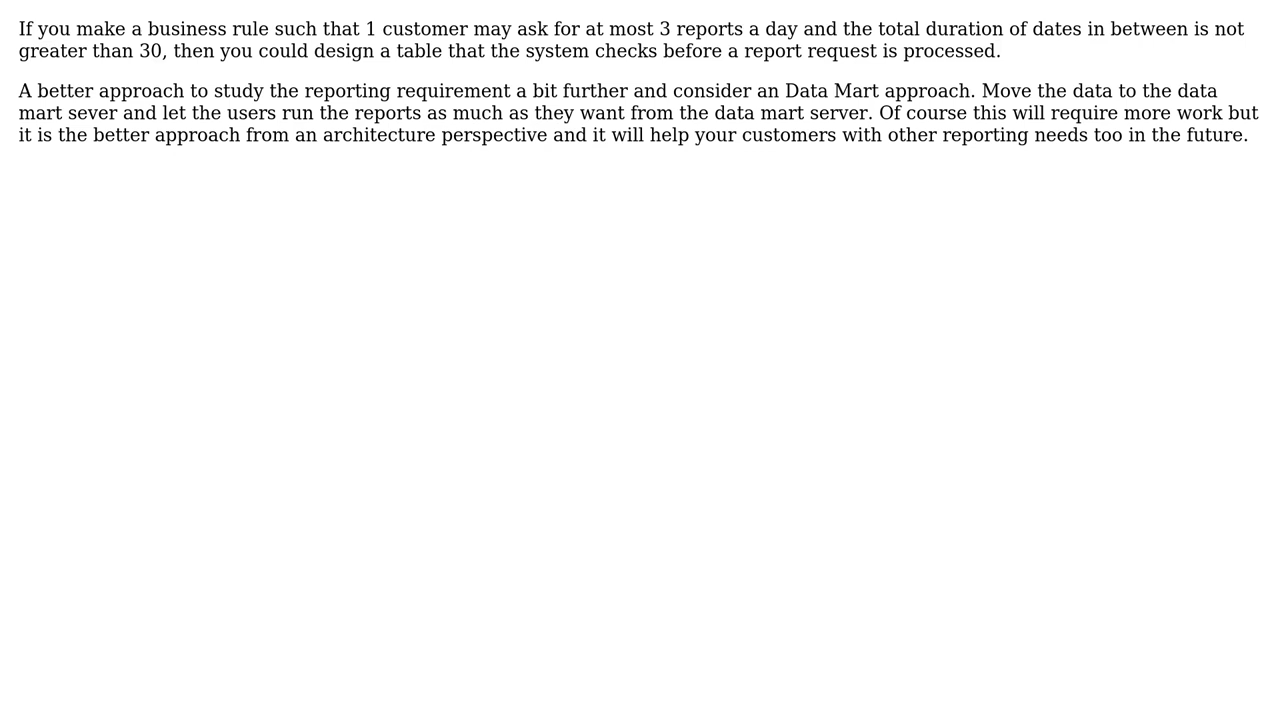 If you make a business rule such that 1 customer may ask for at most 3 reports a day and the total duration of dates in between is not
greater than 30, then you could design a table that the system checks before a report request is processed.
A better approach to study the reporting requirement a bit further and consider an Data Mart approach. Move the data to the data
mart sever and let the users run the reports as much as they want from the data mart server. Of course this will require more work but
it is the better approach from an architecture perspective and it will help your customers with other reporting needs too in the future.